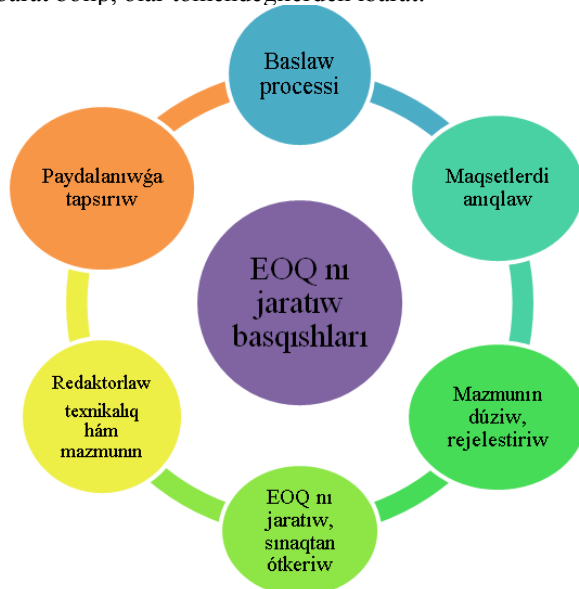 Baslaw
processi
Maqsetlerdi
anıqlaw
Mazmunın
dúziw,
rejelestiriw
EOQ nı
jaratıw,
sınaqtan
ótkeriw
Redaktorlaw
texnikalıq
hám
mazmunın
Paydalanıwǵa
tapsırıw
EOQ nı
jaratıw
basqıshları